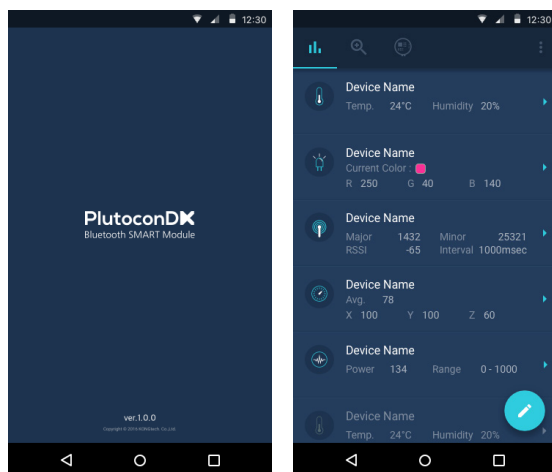 12:30
PlutoconDX
Bluetooth SMART Module
ver.1.0.0
12:30
Device Name
Temp. 24°C Humidity 20%
Device Name
Current Color :
R 250 G 40 B 140
Device Name
Major 1432 Minor 25321
RSSI -65 Interval 1000msec
Device Name
Avg. 78
X 100 Y 100 Z 60
Device Name
Power 134 Range 0 - 1000
Device Name
Temp. 24°C Humidity 20%